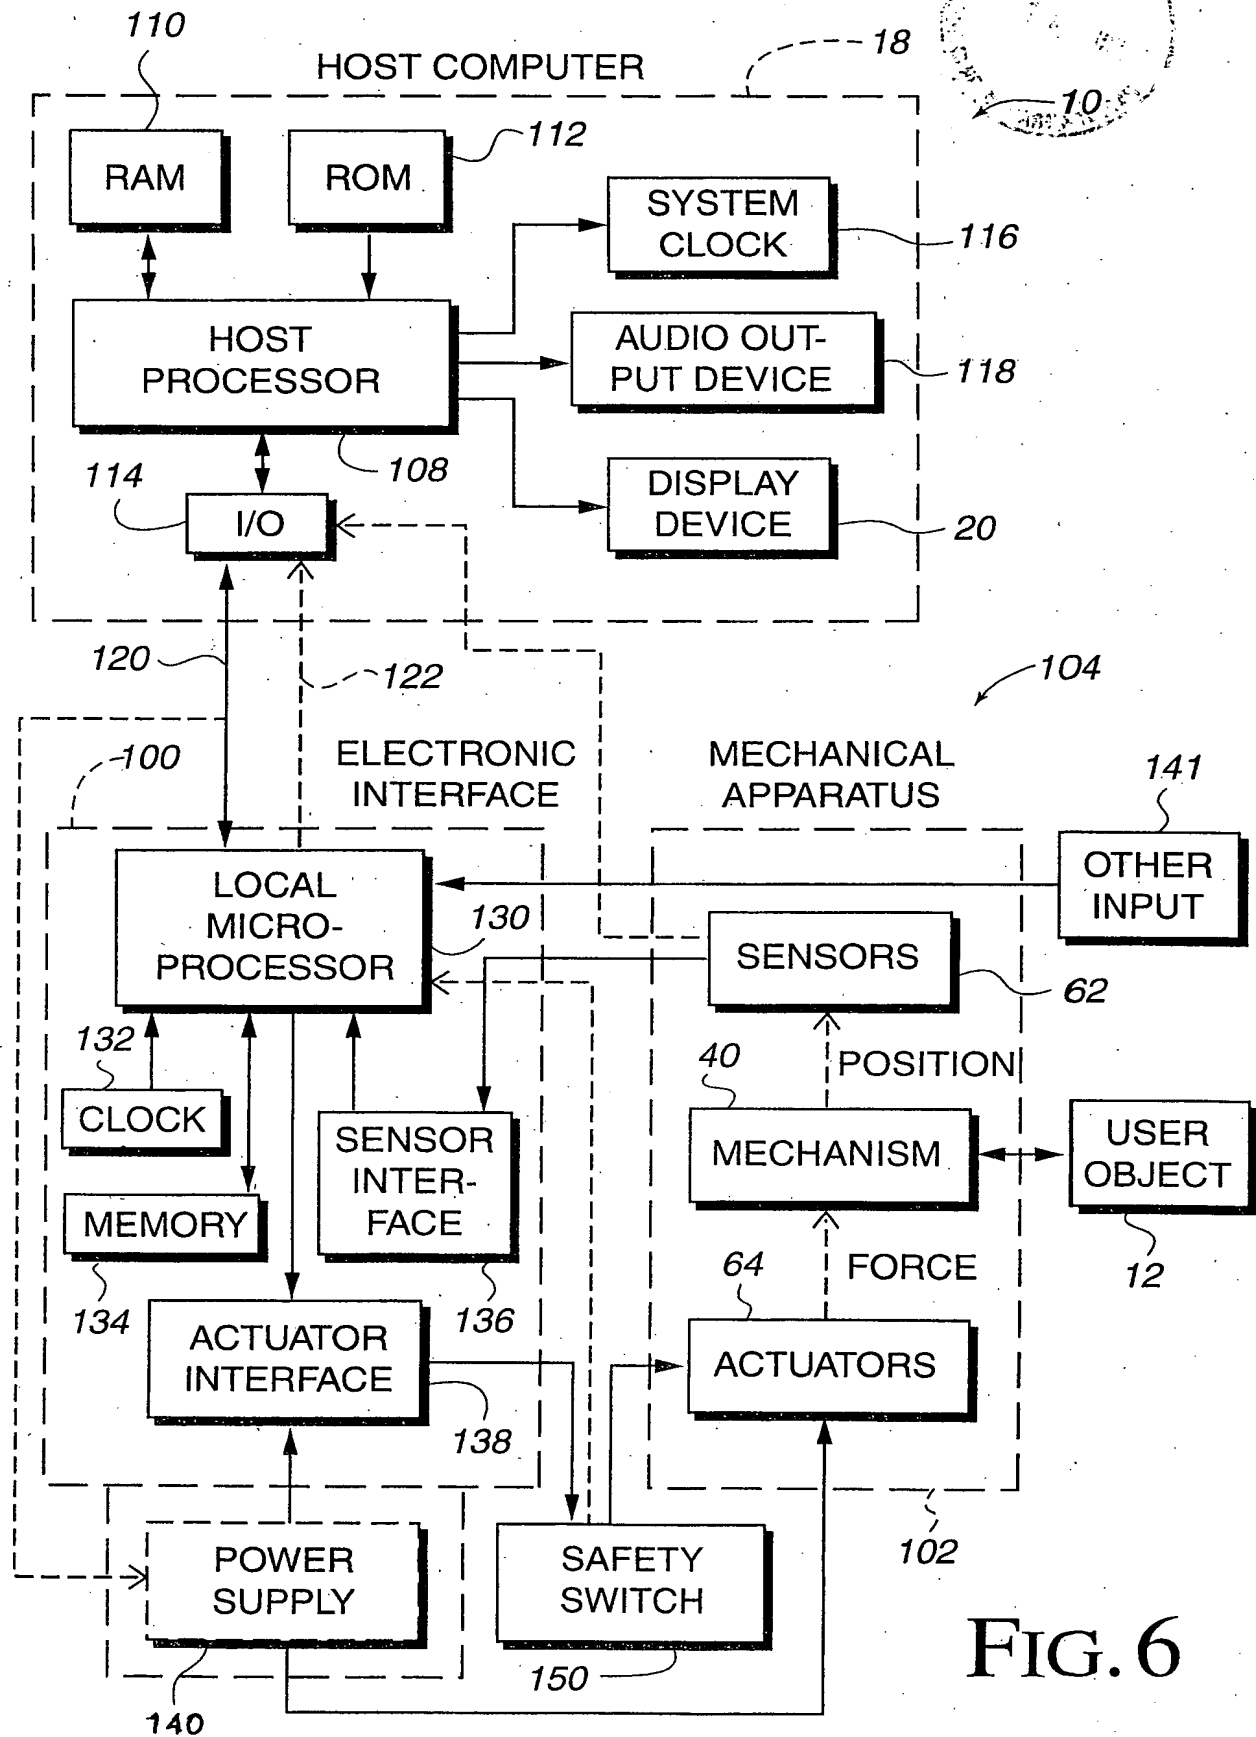 110
HOST COMPUTER
18
10
RAM
ROM
112
SYSTEM
CLOCK
116
HOST
PROCESSOR
AUDIO OUT-
PUT DEVICE
118
108
114
I/O
DISPLAY
DEVICE
20
120
122
104
100
ELECTRONIC
INTERFACE
MECHANICAL
APPARATUS
141
OTHER
INPUT
LOCAL
MICRO-
PROCESSOR
130
SENSORS
62
132
CLOCK
40
POSITION
SENSOR
INTER-
FACE
MECHANISM
USER
OBJECT
MEMORY
134
136
64
FORCE
12
ACTUATOR
INTERFACE
138
ACTUATORS
POWER
SUPPLY
140
SAFETY
SWITCH
150
102
FIG. 6